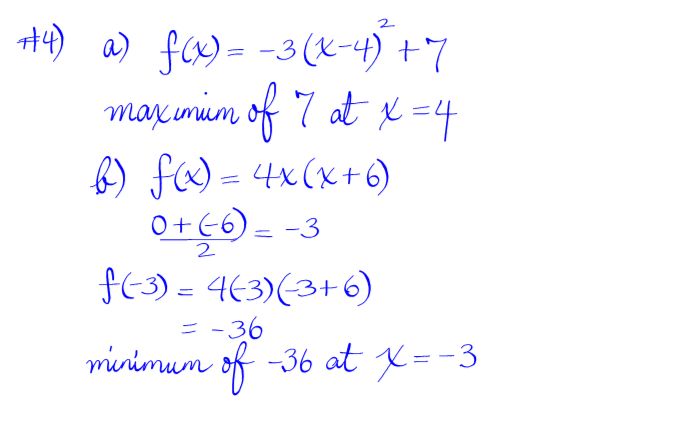 #4) a) f(x) = -3(x-4)² + 7
maximum of 7 at x = 4
b) f(x) = 4x(x+6)
0 + (-6) / 2 = -3
f(-3) = 4(-3)(-3+6)
= -36
minimum of -36 at x = -3